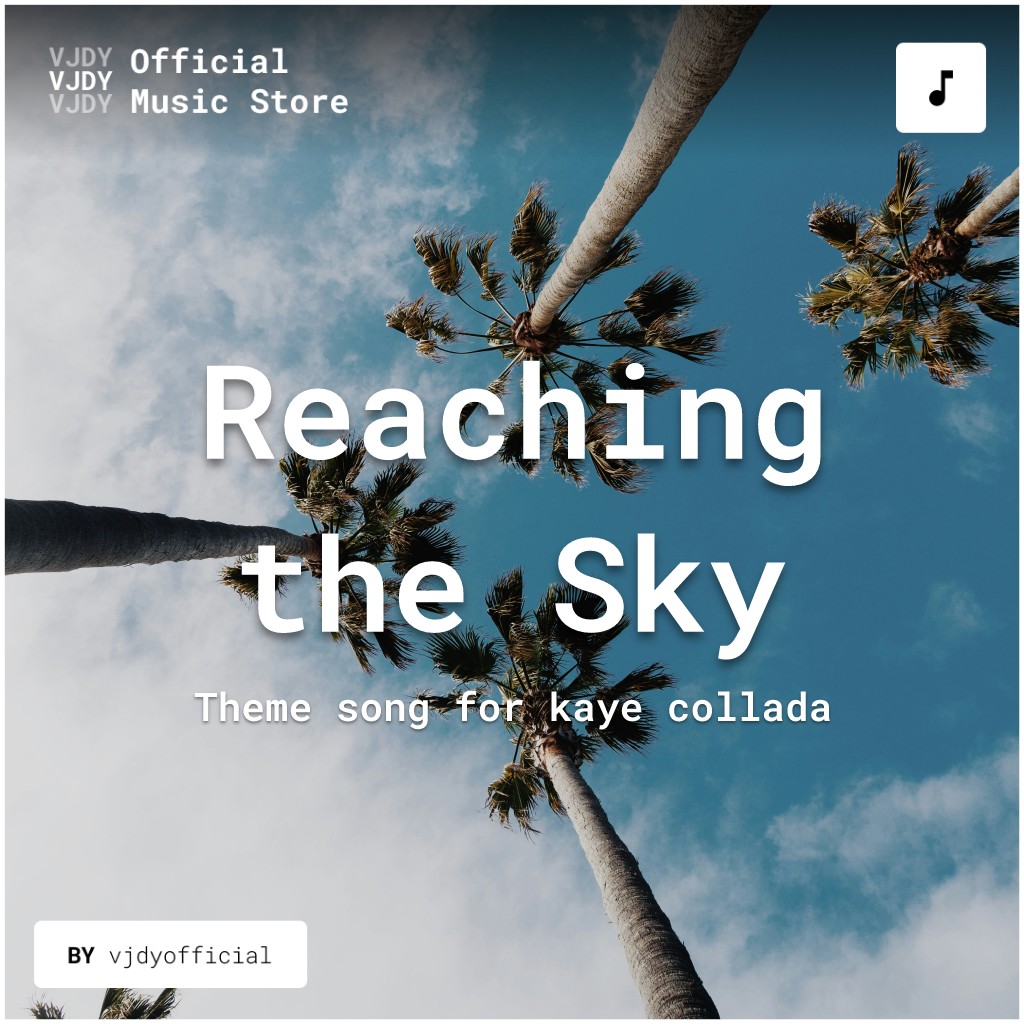 VJDY
VJDY
VJDY
Official
Music Store
Reaching
the Sky
Theme song for kaye collada
BY vjdyofficial